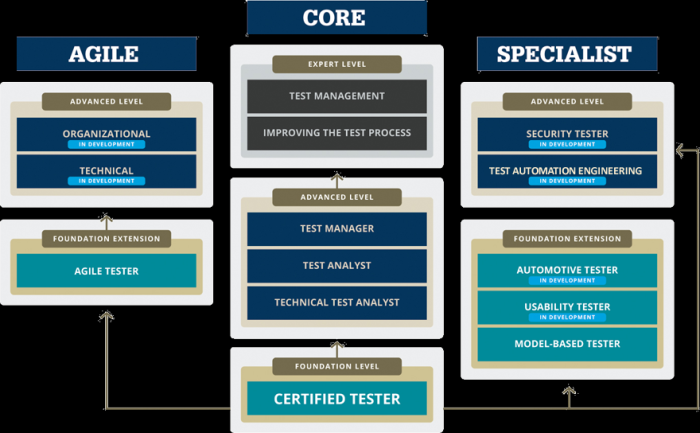 AGILE
ADVANCED LEVEL
ORGANIZATIONAL
IN DEVELOPMENT
TECHNICAL
IN DEVELOPMENT
FOUNDATION EXTENSION
AGILE TESTER
CORE
EXPERT LEVEL
TEST MANAGEMENT
IMPROVING THE TEST PROCESS
ADVANCED LEVEL
TEST MANAGER
TEST ANALYST
TECHNICAL TEST ANALYST
FOUNDATION LEVEL
CERTIFIED TESTER
SPECIALIST
ADVANCED LEVEL
SECURITY TESTER
IN DEVELOPMENT
TEST AUTOMATION ENGINEERING
IN DEVELOPMENT
FOUNDATION EXTENSION
AUTOMOTIVE TESTER
IN DEVELOPMENT
USABILITY TESTER
IN DEVELOPMENT
MODEL-BASED TESTER